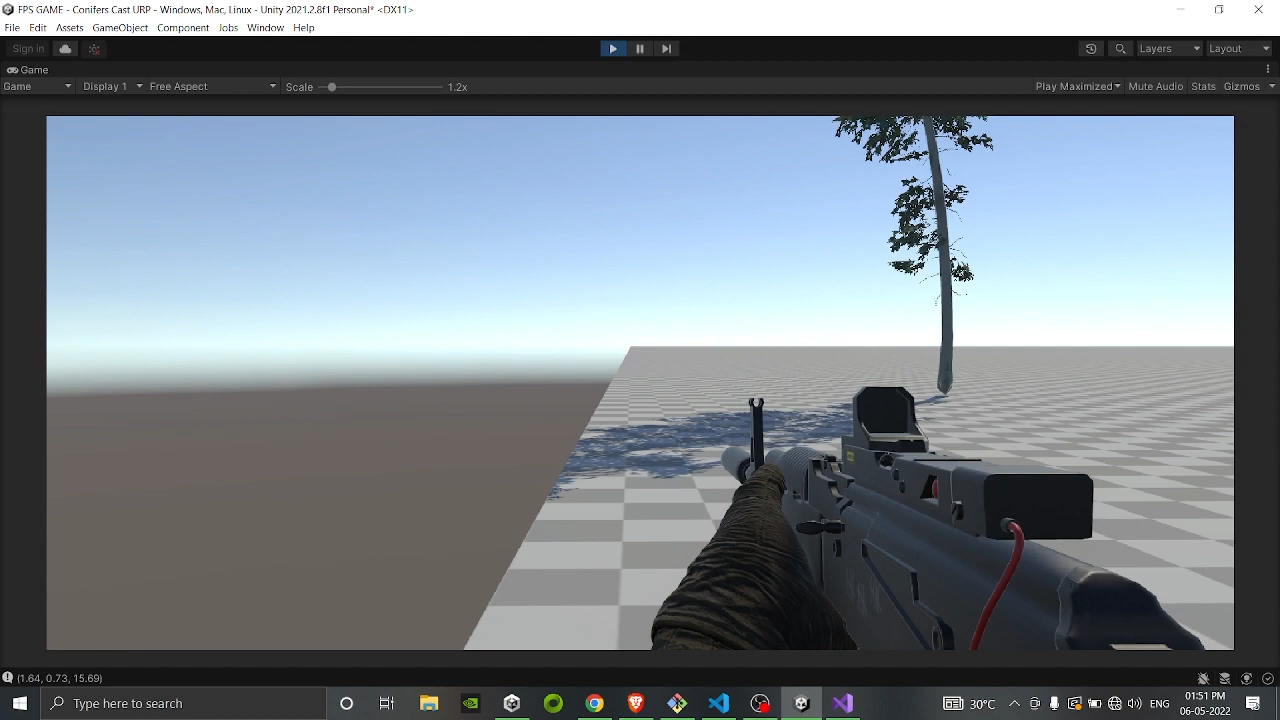 FPS GAME - Conifers Cast URP - Windows, Mac, Linux - Unity 2021.2.8f1 Personal* <DX11>
File Edit Assets GameObject Component Jobs Window Help
Sign in Layers Layout
Game
Game Display 1 Free Aspect Scale 1.2x Play Maximized Mute Audio Stats Gizmos
(1.64, 0.73, 15.69)
Type here to search 30°C ENG 01:51 PM
06-05-2022